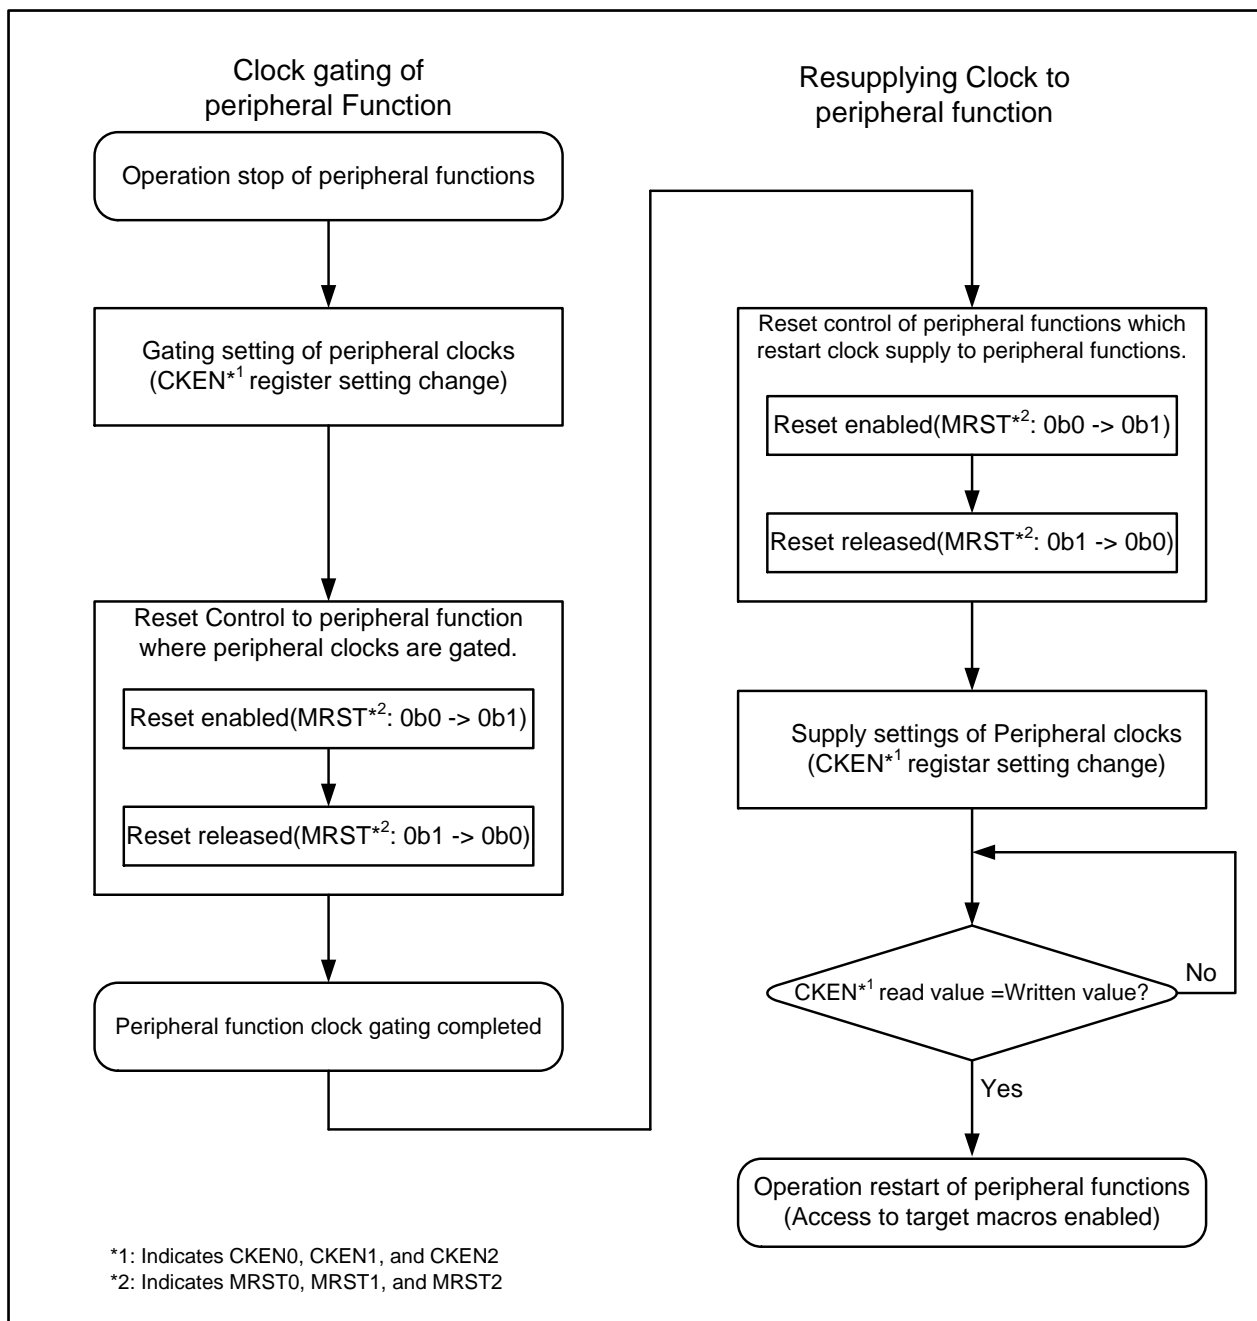 Clock gating of
peripheral Function
Operation stop of peripheral functions
Gating setting of peripheral clocks
(CKEN*1 register setting change)
Reset Control to peripheral function
where peripheral clocks are gated.
Reset enabled(MRST*2: 0b0 -> 0b1)
Reset released(MRST*2: 0b1 -> 0b0)
Peripheral function clock gating completed
Resupplying Clock to
peripheral function
Reset control of peripheral functions which
restart clock supply to peripheral functions.
Reset enabled(MRST*2: 0b0 -> 0b1)
Reset released(MRST*2: 0b1 -> 0b0)
Supply settings of Peripheral clocks
(CKEN*1 registar setting change)
CKEN*1 read value =Written value?
No
Yes
Operation restart of peripheral functions
(Access to target macros enabled)
*1: Indicates CKEN0, CKEN1, and CKEN2
*2: Indicates MRST0, MRST1, and MRST2